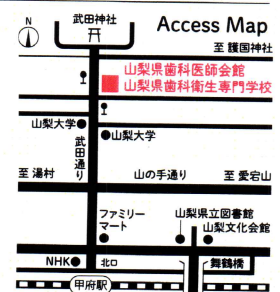 N
武田神社
Access Map
至 護国神社
山梨県歯科医師会館
山梨県歯科衛生専門学校
山梨大学
山梨大学
武田通り
至 湯村
山の手通り
至 愛宕山
ファミリー
マート
山梨県立図書館
山梨文化会館
NHK
北口
舞鶴橋
甲府駅